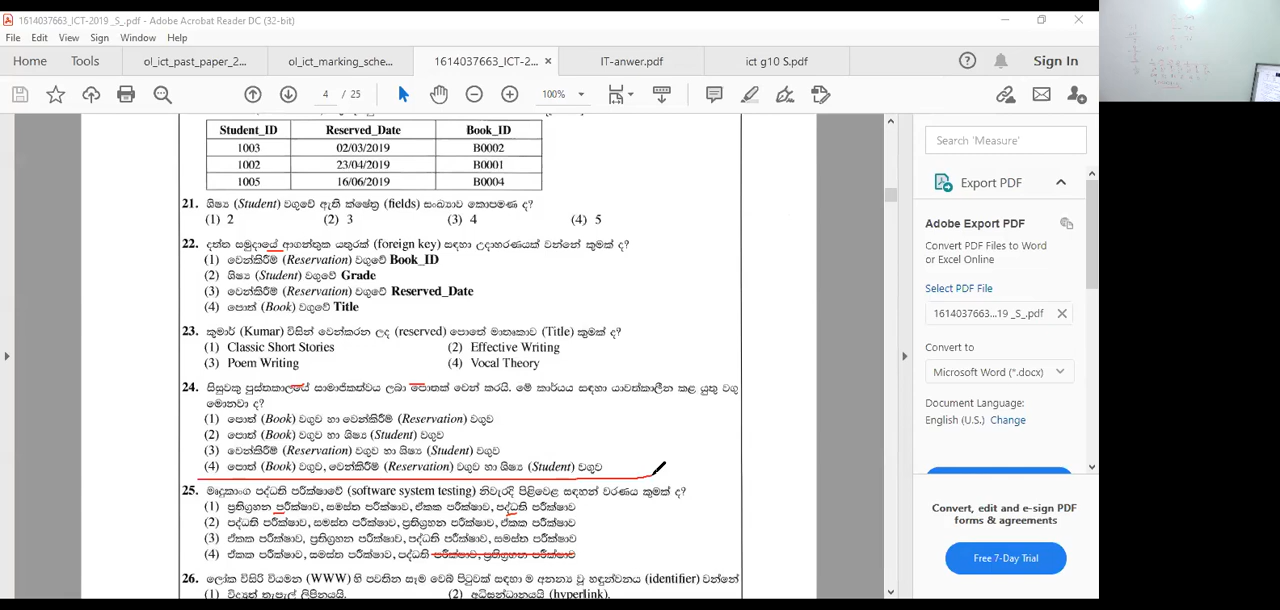 1614037663_ICT-2019 _S_.pdf - Adobe Acrobat Reader DC (32-bit)
File Edit View Sign Window Help
Home Tools ol_ict_past_paper_2... ol_ict_marking_sche... 1614037663_ICT-2... × IT-anwer.pdf ict g10 S.pdf Sign In
4 / 25 100%
Student_ID Reserved_Date Book_ID
1003 02/03/2019 B0002
1002 23/04/2019 B0001
1005 16/06/2019 B0004
21. ශිෂ්‍ය (Student) වගුවේ ඇති ක්ෂේත්‍ර (fields) සංඛ්‍යාව කොපමණ ද?
(1) 2 (2) 3 (3) 4 (4) 5
22. දත්ත සමුදායේ ආගන්තුක යතුරක් (foreign key) සඳහා උදාහරණයක් වන්නේ කුමක් ද?
(1) වෙන්කිරීම් (Reservation) වගුවේ Book_ID
(2) ශිෂ්‍ය (Student) වගුවේ Grade
(3) වෙන්කිරීම් (Reservation) වගුවේ Reserved_Date
(4) පොත් (Book) වගුවේ Title
23. කුමාර් (Kumar) විසින් වෙන්කරන ලද (reserved) පොතේ මාතෘකාව (Title) කුමක් ද?
(1) Classic Short Stories (2) Effective Writing
(3) Poem Writing (4) Vocal Theory
24. සිසුවකු පුස්තකාලයේ සාමාජිකත්වය ලබා පොතක් වෙන් කරයි. මේ කාර්යය සඳහා යාවත්කාලීන කළ යුතු වගු
මොනවා ද?
(1) පොත් (Book) වගුව හා වෙන්කිරීම් (Reservation) වගුව
(2) පොත් (Book) වගුව හා ශිෂ්‍ය (Student) වගුව
(3) වෙන්කිරීම් (Reservation) වගුව හා ශිෂ්‍ය (Student) වගුව
(4) පොත් (Book) වගුව, වෙන්කිරීම් (Reservation) වගුව හා ශිෂ්‍ය (Student) වගුව
25. මෘදුකාංග පද්ධති පරීක්ෂාවේ (software system testing) නිවැරදි පිළිවෙළ සඳහන් වරණය කුමක් ද?
(1) ප්‍රතිග්‍රහන පරීක්ෂාව, සමස්ත පරීක්ෂාව, ඒකක පරීක්ෂාව, පද්ධති පරීක්ෂාව
(2) පද්ධති පරීක්ෂාව, සමස්ත පරීක්ෂාව, ප්‍රතිග්‍රහන පරීක්ෂාව, ඒකක පරීක්ෂාව
(3) ඒකක පරීක්ෂාව, ප්‍රතිග්‍රහන පරීක්ෂාව, පද්ධති පරීක්ෂාව, සමස්ත පරීක්ෂාව
(4) ඒකක පරීක්ෂාව, සමස්ත පරීක්ෂාව, පද්ධති පරීක්ෂාව, ප්‍රතිග්‍රහන පරීක්ෂාව
26. ලෝක විසිරි වියමන (WWW) හි පවතින සෑම වෙබ් පිටුවක් සඳහා ම අනන්‍ය වූ හඳුන්වනය (identifier) වන්නේ
(1) විද්‍යුත් තැපැල් ලිපිනයයි. (2) අධිසන්ධානයයි (hyperlink).
Search 'Measure'
Export PDF
Adobe Export PDF
Convert PDF Files to Word
or Excel Online
Select PDF File
1614037663...19 _S_.pdf ×
Convert to
Microsoft Word (*.docx)
Document Language:
English (U.S.) Change
Convert, edit and e-sign PDF
forms & agreements
Free 7-Day Trial